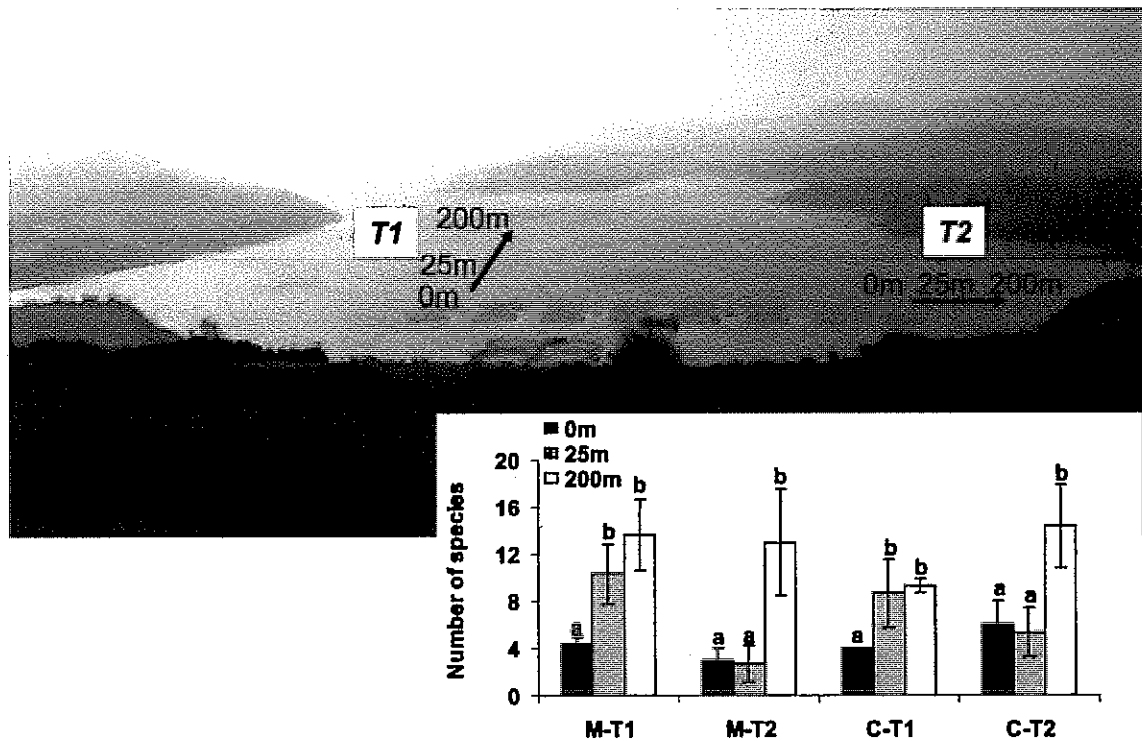 T1
200m
25m
0m
T2
0m 25m 200m
0m
25m
200m
Number of species
20
16
12
8
4
0
a b b
a a b
a b b
a a b
M-T1 M-T2 C-T1 C-T2